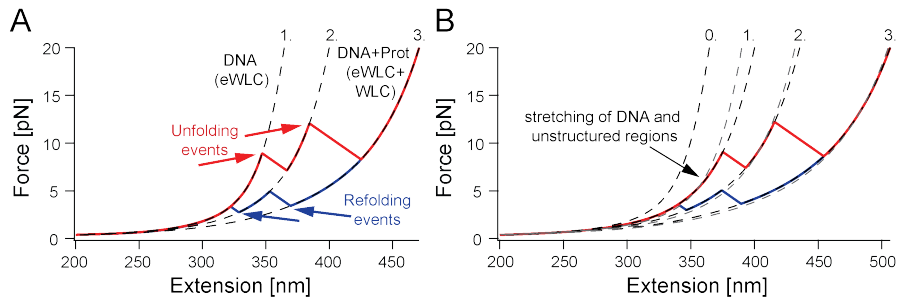 A
1.
2.
3.
20
15
10
5
0
Force [pN]
DNA
(eWLC)
DNA+Prot
(eWLC+
WLC)
Unfolding
events
Refolding
events
200
250
300
350
400
450
Extension [nm]
B
0.
1.
2.
3.
20
15
10
5
0
Force [pN]
stretching of DNA and
unstructured regions
200
250
300
350
400
450
500
Extension [nm]